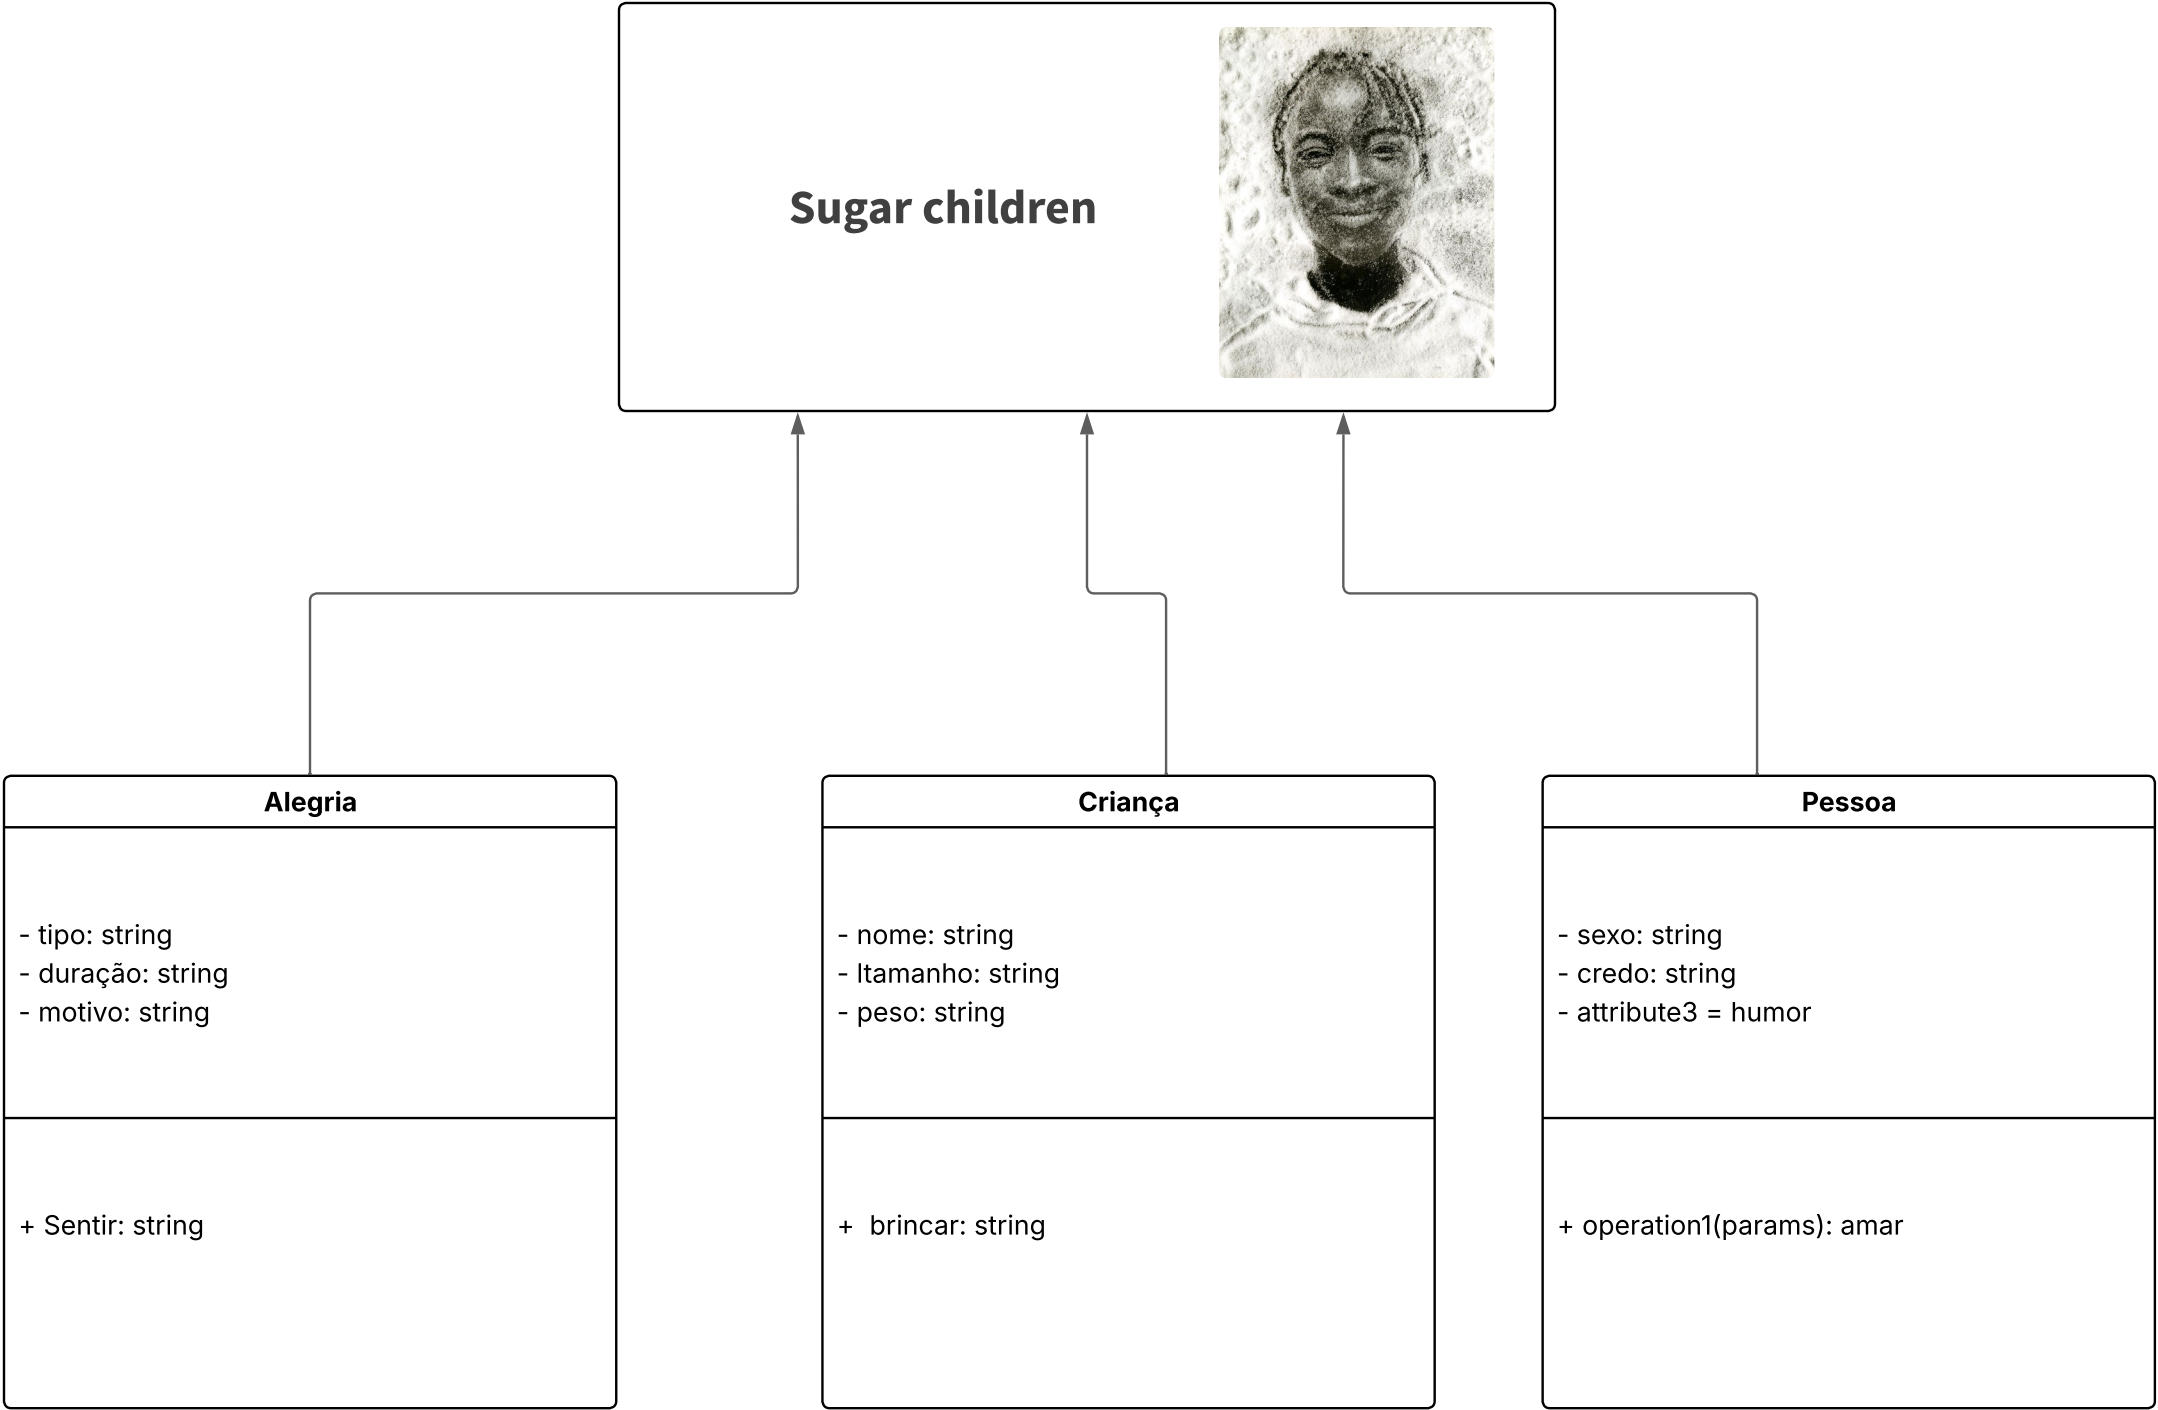 Sugar children
Alegria
- tipo: string
- duração: string
- motivo: string
+ Sentir: string
Criança
- nome: string
- ltamanho: string
- peso: string
+  brincar: string
Pessoa
- sexo: string
- credo: string
- attribute3 = humor
+ operation1(params): amar